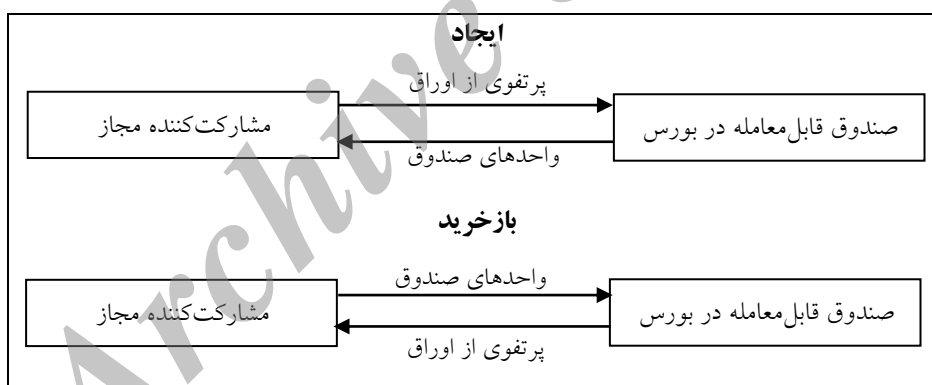 ایجاد
پرتفوی از اوراق
مشارکت‌کننده مجاز
صندوق قابل‌معامله در بورس
واحدهای صندوق
بازخرید
واحدهای صندوق
مشارکت‌کننده مجاز
صندوق قابل‌معامله در بورس
پرتفوی از اوراق
Archive